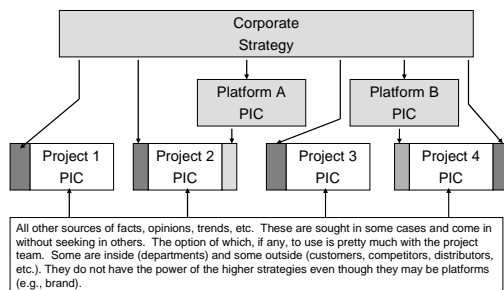 Corporate
Strategy
Platform A
PIC
Platform B
PIC
Project 1
PIC
Project 2
PIC
Project 3
PIC
Project 4
PIC
All other sources of facts, opinions, trends, etc.  These are sought in some cases and come in
without seeking in others.  The option of which, if any, to use is pretty much with the project
team.  Some are inside (departments) and some outside (customers, competitors, distributors,
etc.). They do not have the power of the higher strategies even though they may be platforms
(e.g., brand).